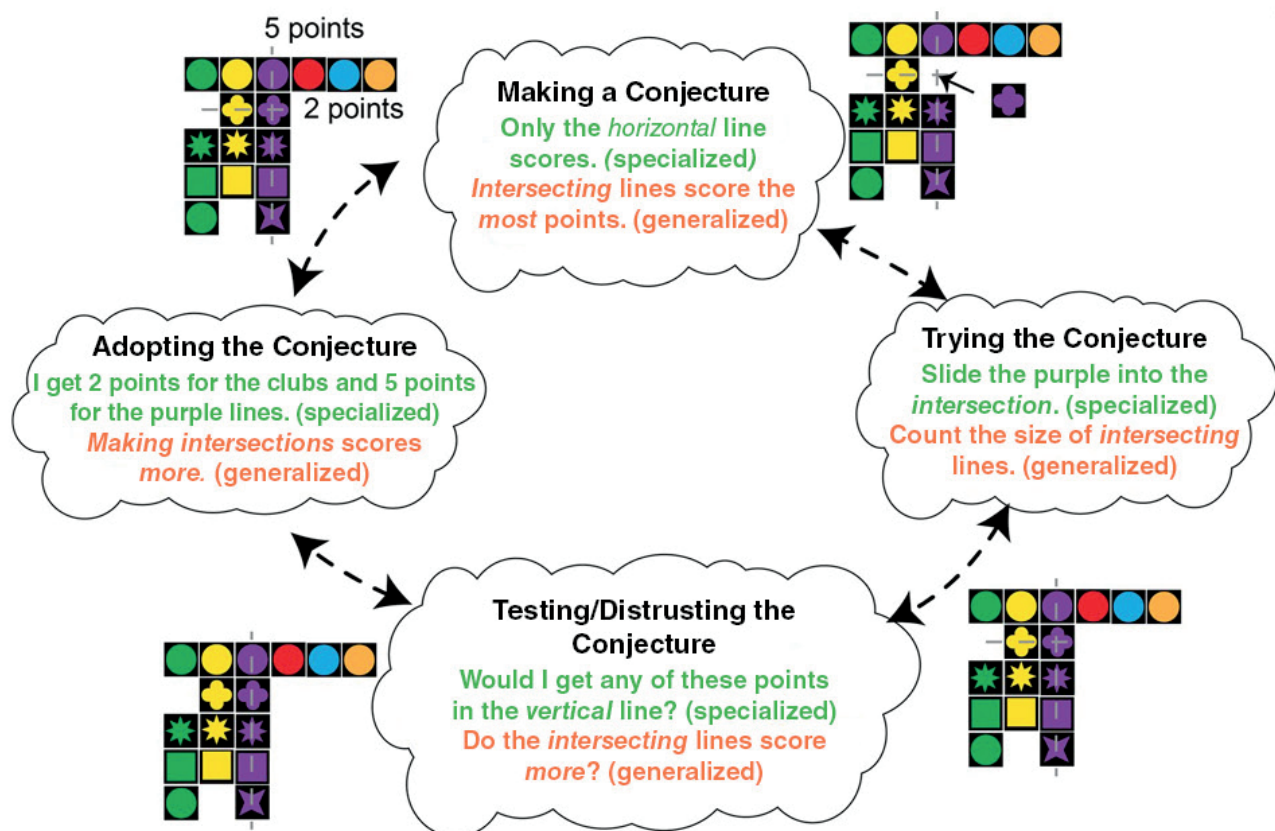 5 points
2 points
Making a Conjecture
Only the horizontal line
scores. (specialized)
Intersecting lines score the
most points. (generalized)
Adopting the Conjecture
I get 2 points for the clubs and 5 points
for the purple lines. (specialized)
Making intersections scores
more. (generalized)
Trying the Conjecture
Slide the purple into the
intersection. (specialized)
Count the size of intersecting
lines. (generalized)
Testing/Distrusting the
Conjecture
Would I get any of these points
in the vertical line? (specialized)
Do the intersecting lines score
more? (generalized)